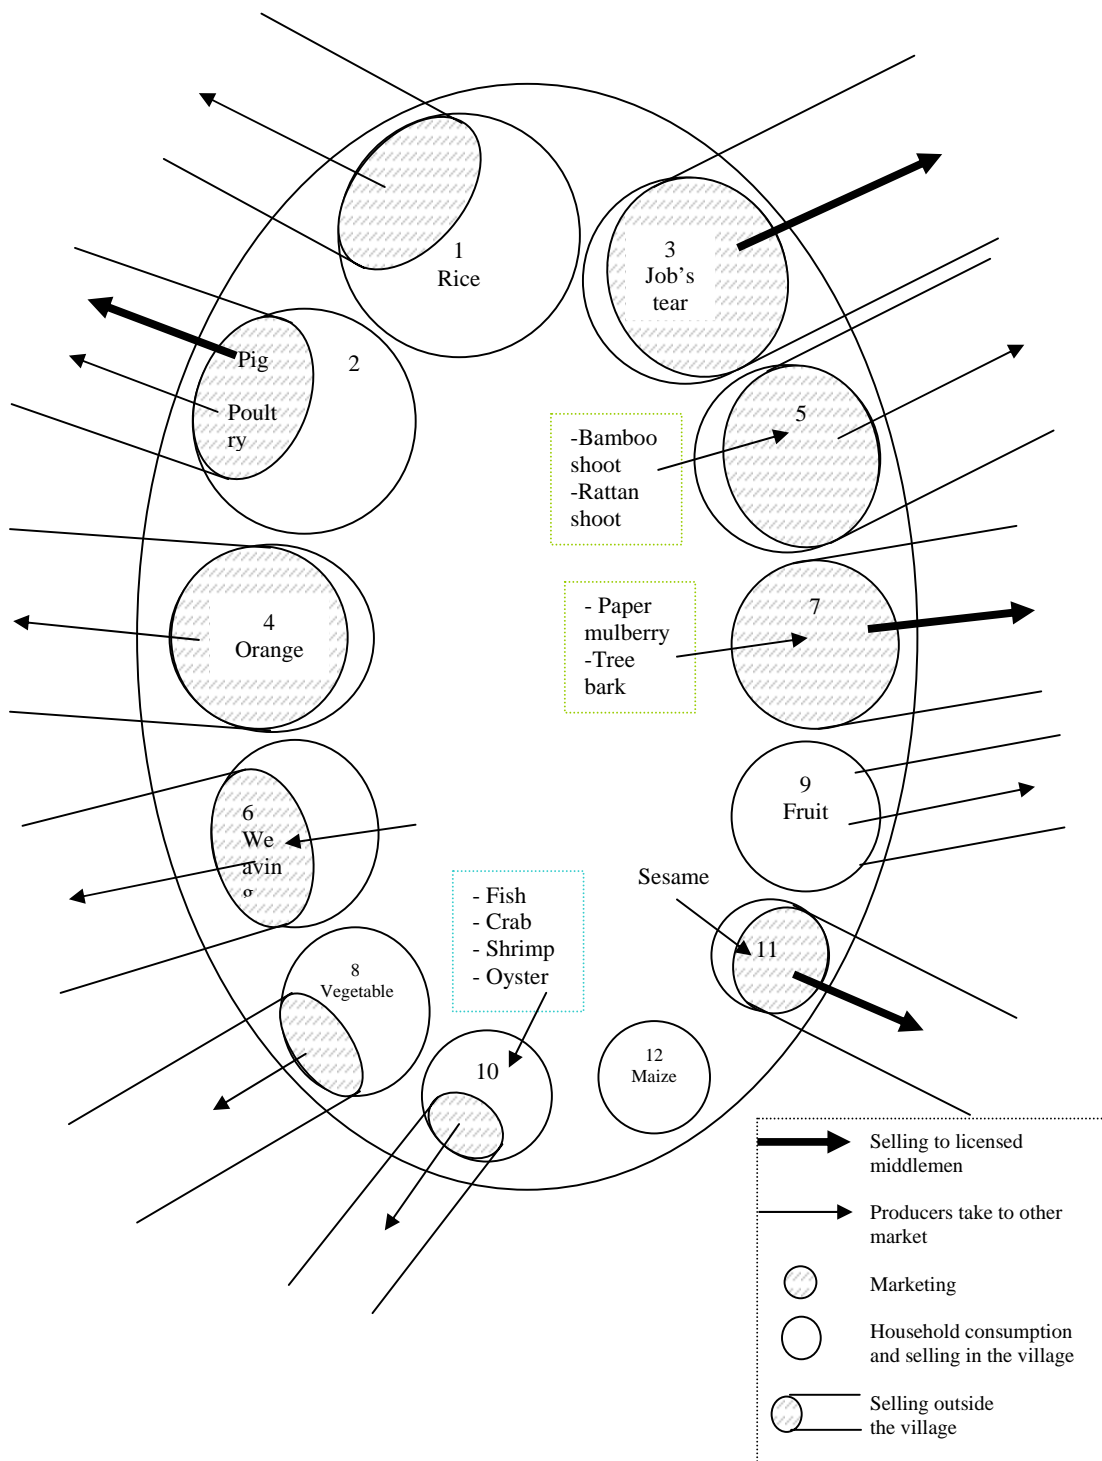 1
Rice
3
Job's
tear
Pig
2
Poult
ry
5
-Bamboo
shoot
-Rattan
shoot
4
Orange
7
- Paper
mulberry
-Tree
bark
6
We
avin
g
9
Fruit
Sesame
11
- Fish
- Crab
- Shrimp
- Oyster
8
Vegetable
10
12
Maize
Selling to licensed
middlemen
Producers take to other
market
Marketing
Household consumption
and selling in the village
Selling outside
the village